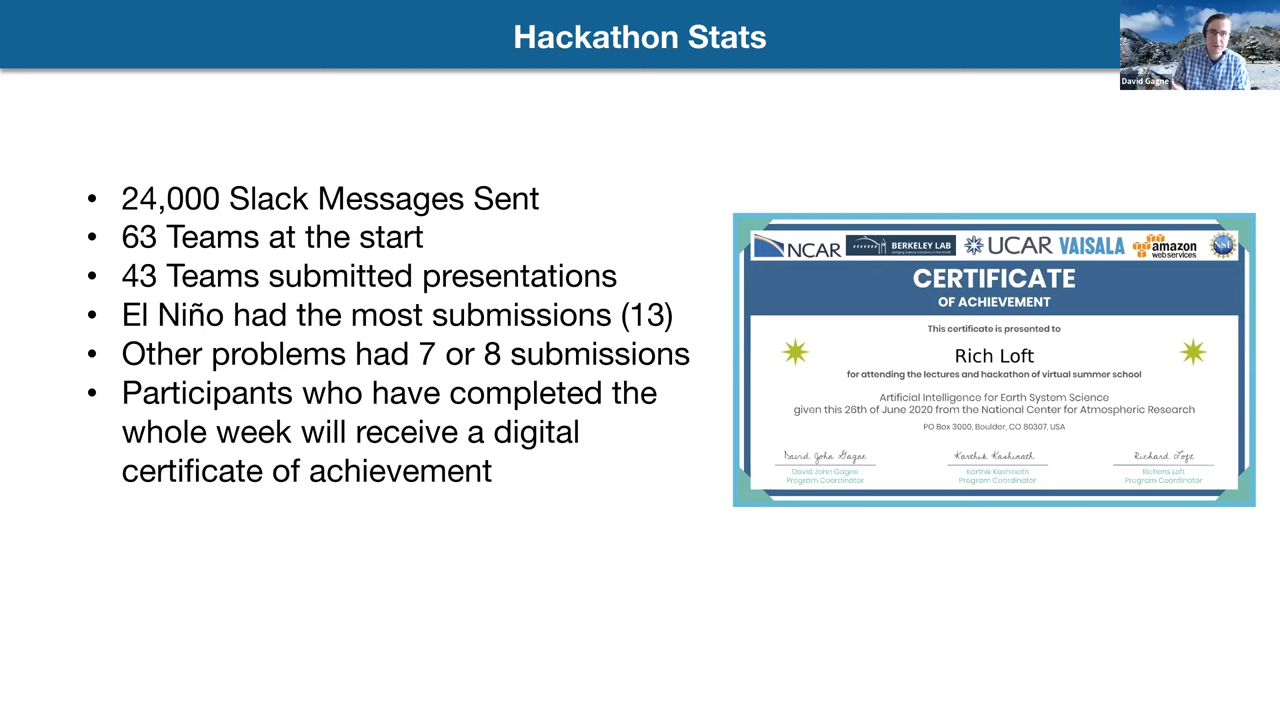 Hackathon Stats
David Gagne
• 24,000 Slack Messages Sent
• 63 Teams at the start
• 43 Teams submitted presentations
• El Niño had the most submissions (13)
• Other problems had 7 or 8 submissions
• Participants who have completed the
whole week will receive a digital
certificate of achievement
NCAR BERKELEY LAB UCAR VAISALA amazon web services NSF
CERTIFICATE
OF ACHIEVEMENT
This certificate is presented to
Rich Loft
for attending the lectures and hackathon of virtual summer school
Artificial Intelligence for Earth System Science
given this 26th of June 2020 from the National Center for Atmospheric Research
PO Box 3000, Boulder, CO 80307, USA
David John Gagne Karthik Kashinath Richard Loft
David John Gagne Karthik Kashinath Richard Loft
Program Coordinator Program Coordinator Program Coordinator